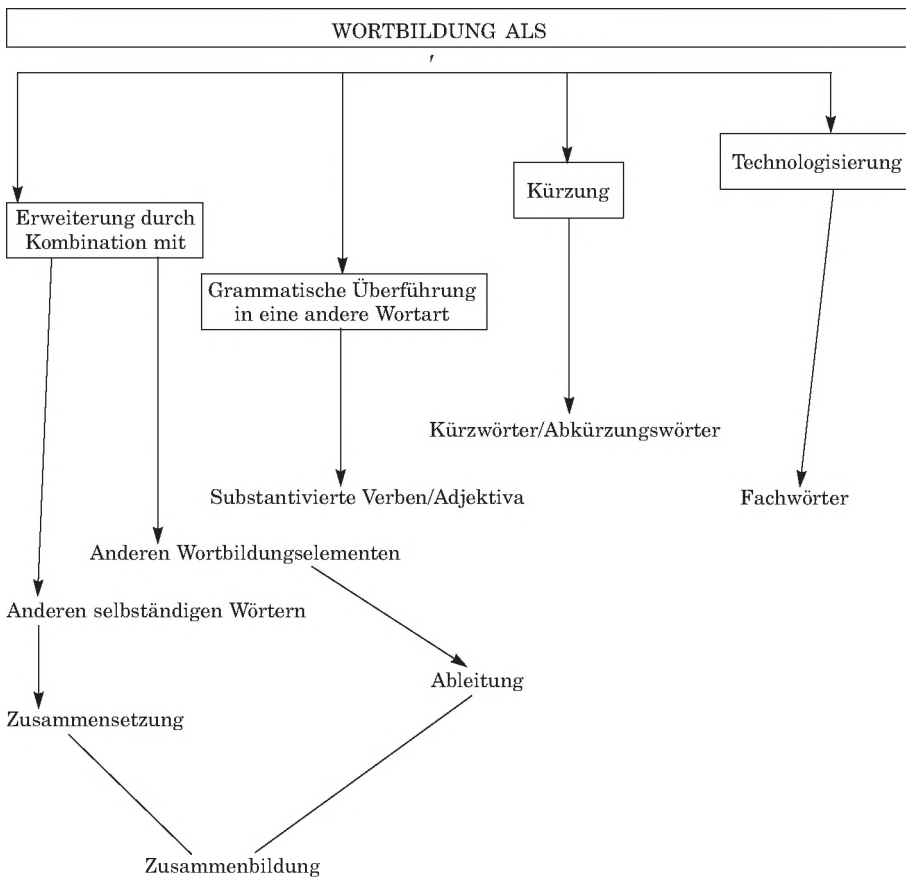 WORTBILDUNG ALS
Technologisierung
Kürzung
Erweiterung durch
Kombination mit
Grammatische Überführung
in eine andere Wortart
Kürzwörter/Abkürzungswörter
Substantivierte Verben/Adjektiva
Fachwörter
Anderen Wortbildungselementen
Anderen selbständigen Wörtern
Ableitung
Zusammensetzung
Zusammenbildung